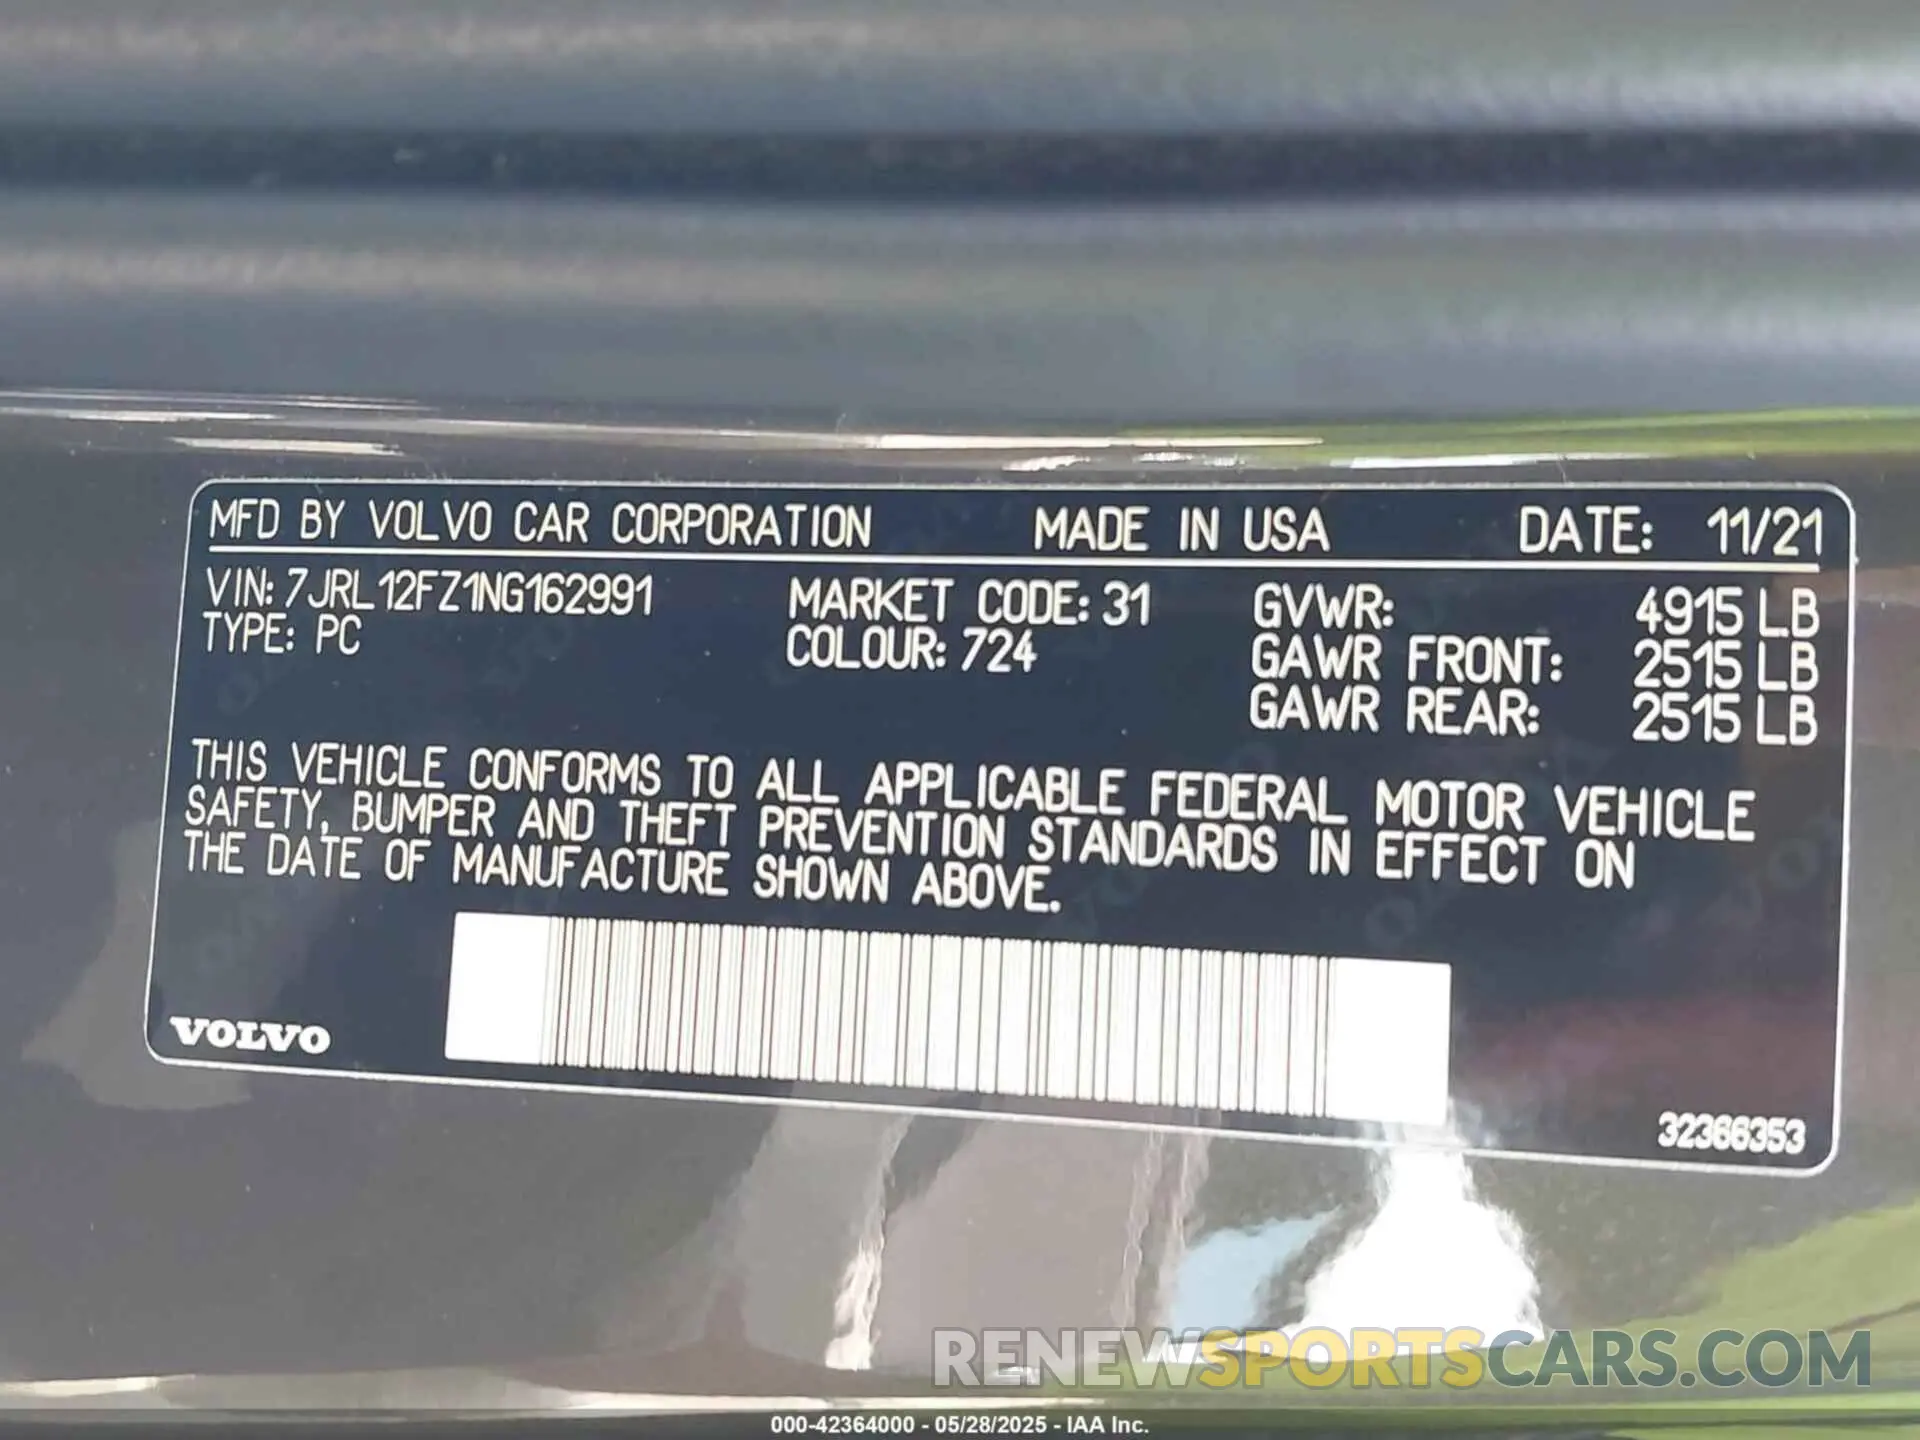 MFD BY VOLVO CAR CORPORATION MADE IN USA DATE: 11/21
VIN: 7JRL12FZ1NG162991 MARKET CODE: 31 GVWR: 4915 LB
TYPE: PC COLOUR: 724 GAWR FRONT: 2515 LB
GAWR REAR: 2515 LB
THIS VEHICLE CONFORMS TO ALL APPLICABLE FEDERAL MOTOR VEHICLE
SAFETY, BUMPER AND THEFT PREVENTION STANDARDS IN EFFECT ON
THE DATE OF MANUFACTURE SHOWN ABOVE.
VOLVO
32366353
RENEWSPORTSCARS.COM
000-42364000 - 05/28/2025 - IAA Inc.